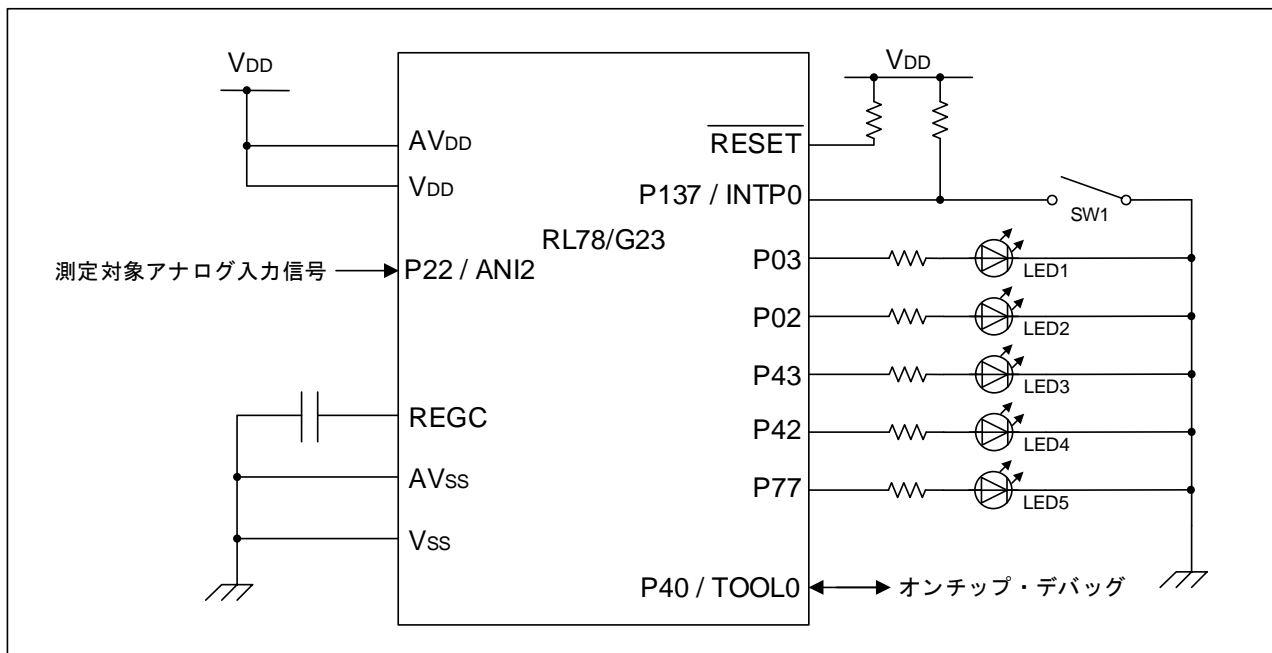 VDD
AVDD
VDD
RL78/G23
測定対象アナログ入力信号
P22 / ANI2
REGC
AVSS
VSS
VDD
RESET
P137 / INTP0
SW1
P03
LED1
P02
LED2
P43
LED3
P42
LED4
P77
LED5
P40 / TOOL0
オンチップ・デバッグ